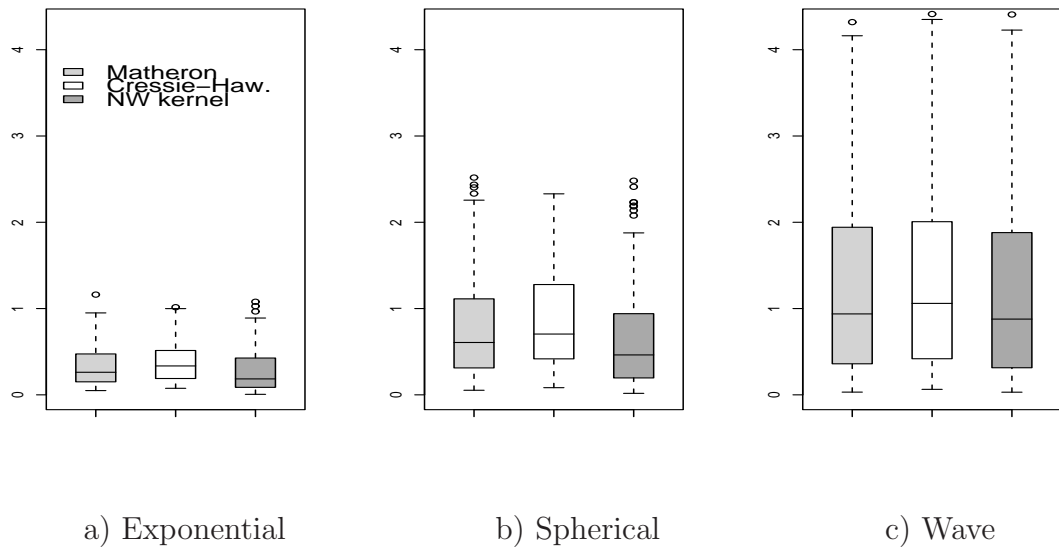 4
3
2
1
0
Matheron
Cressie-Haw.
NW kernel
4
3
2
1
0
4
3
2
1
0
a) Exponential
b) Spherical
c) Wave